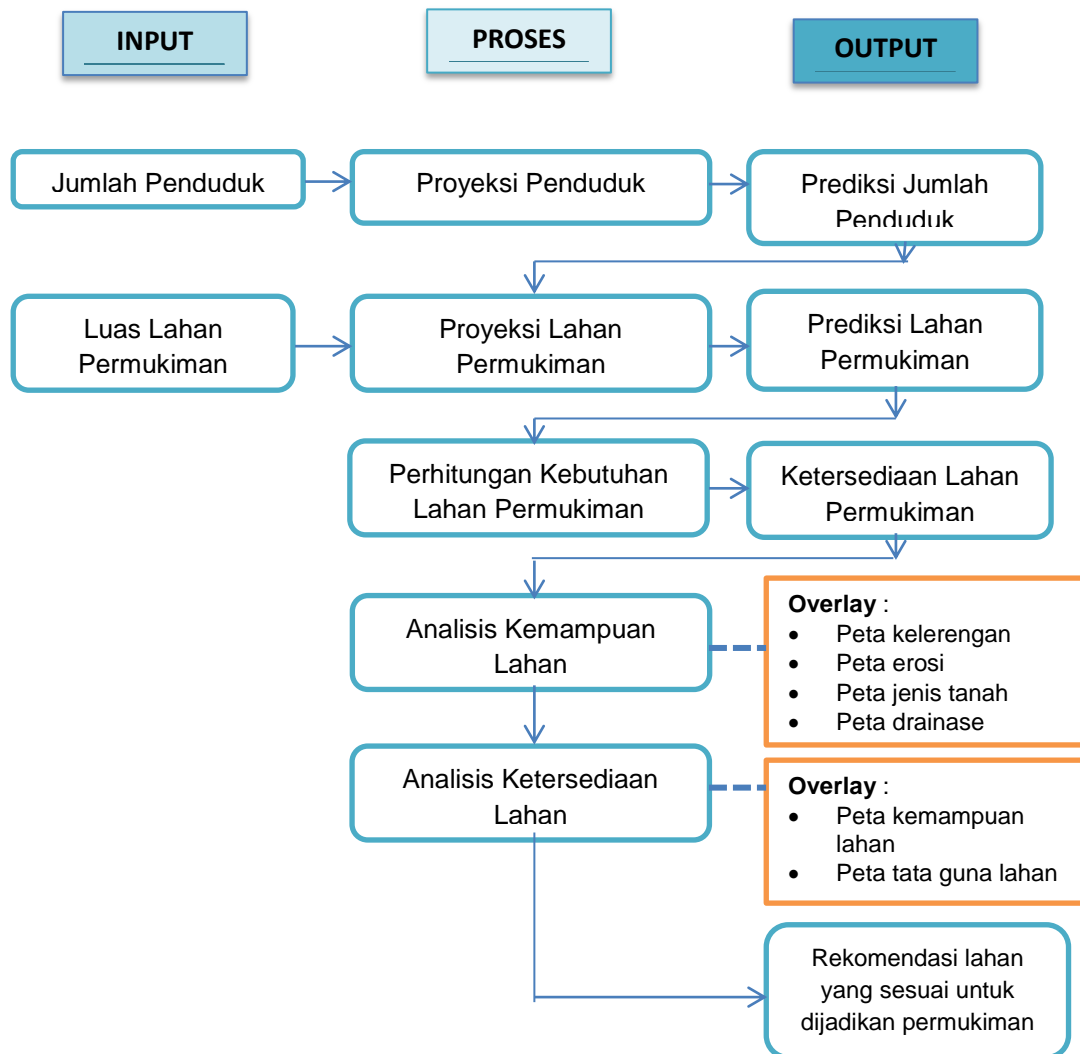 INPUT
PROSES
OUTPUT
Jumlah Penduduk
Proyeksi Penduduk
Prediksi Jumlah
Penduduk
Luas Lahan
Permukiman
Proyeksi Lahan
Permukiman
Prediksi Lahan
Permukiman
Perhitungan Kebutuhan
Lahan Permukiman
Ketersediaan Lahan
Permukiman
Analisis Kemampuan
Lahan
Overlay :
• Peta kelerengan
• Peta erosi
• Peta jenis tanah
• Peta drainase
Analisis Ketersediaan
Lahan
Overlay :
• Peta kemampuan
lahan
• Peta tata guna lahan
Rekomendasi lahan
yang sesuai untuk
dijadikan permukiman